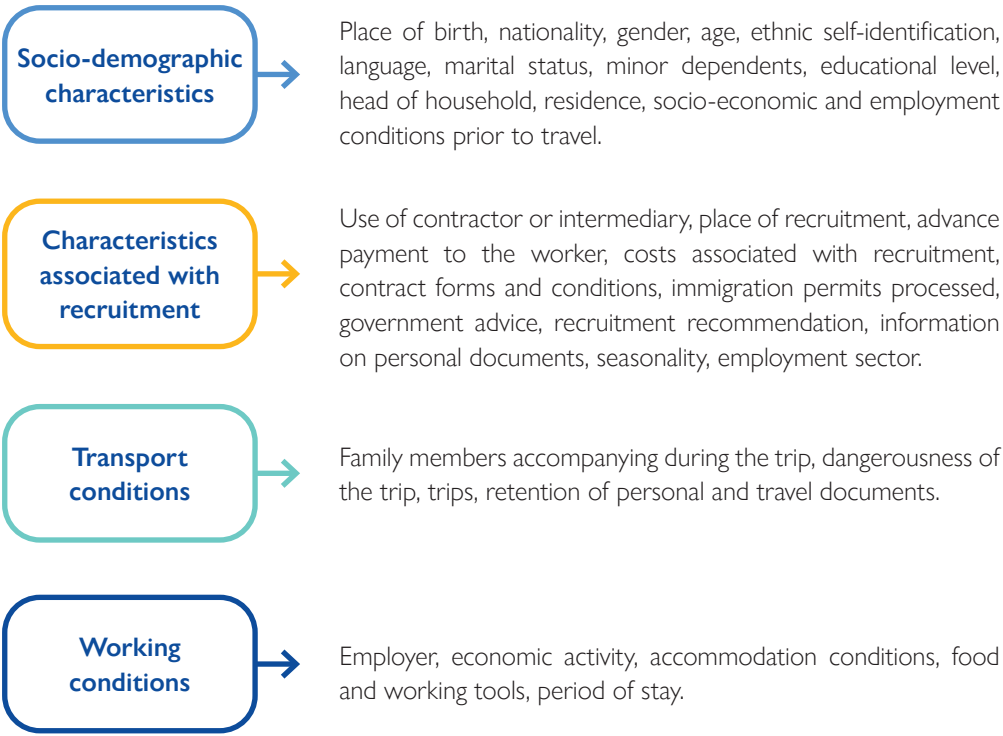 Socio-demographic
characteristics
Place of birth, nationality, gender, age, ethnic self-identification,
language, marital status, minor dependents, educational level,
head of household, residence, socio-economic and employment
conditions prior to travel.
Characteristics
associated with
recruitment
Use of contractor or intermediary, place of recruitment, advance
payment to the worker, costs associated with recruitment,
contract forms and conditions, immigration permits processed,
government advice, recruitment recommendation, information
on personal documents, seasonality, employment sector.
Transport
conditions
Family members accompanying during the trip, dangerousness of
the trip, trips, retention of personal and travel documents.
Working
conditions
Employer, economic activity, accommodation conditions, food
and working tools, period of stay.